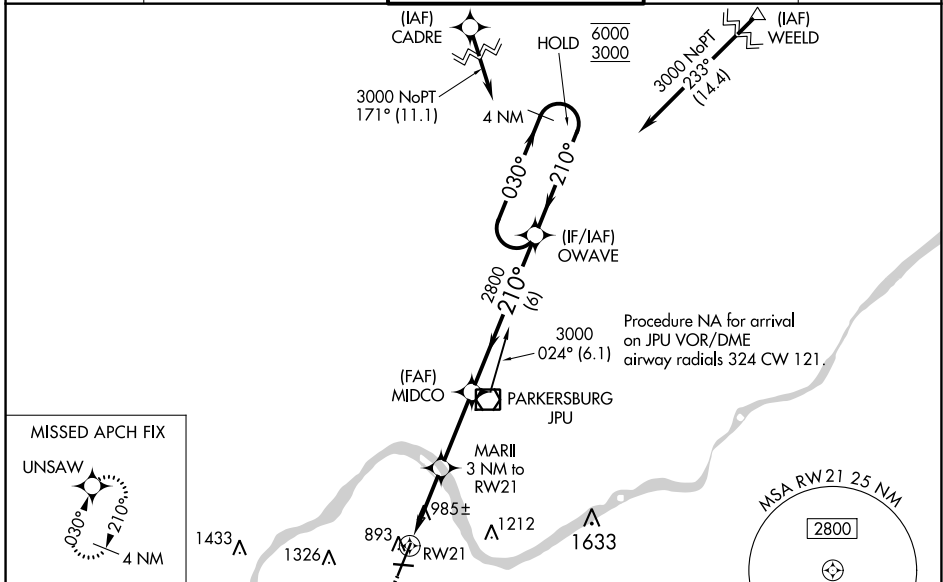 (IAF)
CADRE
HOLD
6000
3000
(IAF)
WEELD
3000 NoPT
233°
(14.4)
3000 NoPT
171° (11.1)
4 NM
030°
210°
(IF/IAF)
OWAVE
2800
210°
(6)
3000
024° (6.1)
Procedure NA for arrival
on JPU VOR/DME
airway radials 324 CW 121.
(FAF)
MIDCO
PARKERSBURG
JPU
MISSED APCH FIX
UNSAW
030°
210°
4 NM
MARII
3 NM to
RW21
985±
1433
1326
893
RW21
1212
1633
MSA RW21 25 NM
2800